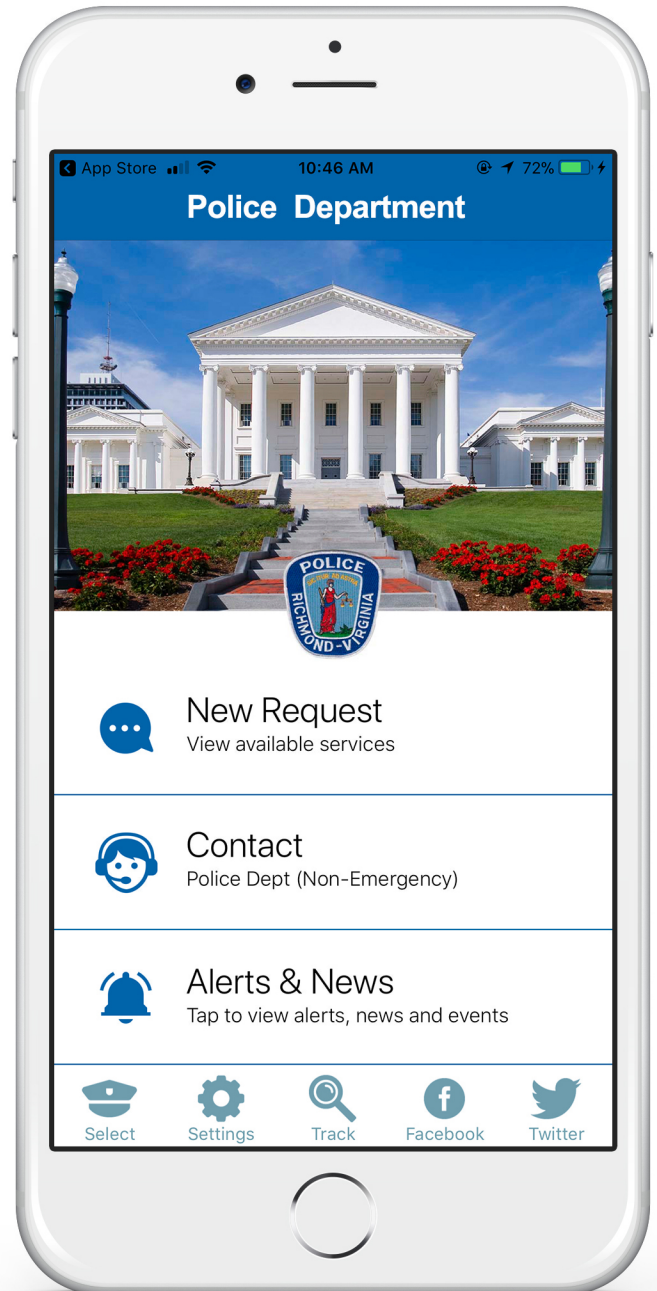 App Store
10:46 AM
72%
Police Department
POLICE
RICHMOND-VIRGINIA
New Request
View available services
Contact
Police Dept (Non-Emergency)
Alerts & News
Tap to view alerts, news and events
Select
Settings
Track
Facebook
Twitter